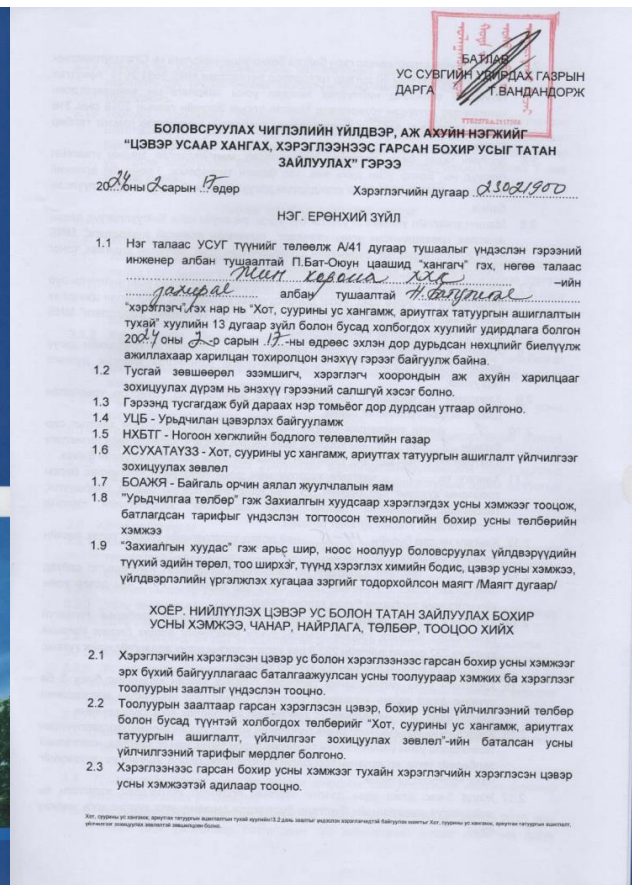 БАТЛАВ
УС СУВГИЙН УДИРДАХ ГАЗРЫН
ДАРГА Т.ВАНДАНДОРЖ
БОЛОВСРУУЛАХ ЧИГЛЭЛИЙН ҮЙЛДВЭР, АЖ АХУЙН НЭГЖИЙГ
“ЦЭВЭР УСААР ХАНГАХ, ХЭРЭГЛЭЭНЭЭС ГАРСАН БОХИР УСЫГ ТАТАН
ЗАЙЛУУЛАХ” ГЭРЭЭ
2024 оны 2 сарын 17 өдөр Хэрэглэгчийн дугаар 23021900
НЭГ. ЕРӨНХИЙ ЗҮЙЛ
1.1 Нэг талаас УСУГ түүнийг төлөөлж А/41 дугаар тушаалыг үндэслэн гэрээний
инженер албан тушаалтай П.Бат-Оюун цаашид “хангагч” гэх, нөгөө талаас
Жин корона ххк –ийн
захирал албан тушаалтай
“хэрэглэгч” гэх нар нь “Хот, суурины ус хангамж, ариутгах татуургын ашиглалтын
тухай” хуулийн 13 дугаар зүйл болон бусад холбогдох хуулийг удирдлага болгон
2024 оны 2-р сарын 17-ны өдрөөс эхлэн дор дурьдсан нөхцлийг биелүүлж
ажиллахаар харилцан тохиролцон энэхүү гэрээг байгуулж байна.
1.2 Тусгай зөвшөөрөл эзэмшигч, хэрэглэгч хоорондын аж ахуйн харилцааг
зохицуулах дүрэм нь энэхүү гэрээний салшгүй хэсэг болно.
1.3 Гэрээнд тусгагдаж буй дараах нэр томьёог дор дурдсан утгаар ойлгоно.
1.4 УЦБ - Урьдчилан цэвэрлэх байгууламж
1.5 НХБТГ - Ногоон хөгжлийн бодлого төлөвлөлтийн газар
1.6 ХСУХАТАҮЗЗ - Хот, суурины ус хангамж, ариутгах татуургын ашиглалт үйлчилгээг
зохицуулах зөвлөл
1.7 БОАЖЯ - Байгаль орчин аялал жуулчлалын яам
1.8 “Урьдчилгаа төлбөр” гэж Захиалгын хуудсаар хэрэглэгдэх усны хэмжээг тооцож,
батлагдсан тарифыг үндэслэн тогтоосон технологийн бохир усны төлбөрийн
хэмжээ
1.9 “Захиалгын хуудас” гэж арьс шир, ноос ноолуур боловсруулах үйлдвэрүүдийн
түүхий эдийн төрөл, тоо ширхэг, түүнд хэрэглэх химийн бодис, цэвэр усны хэмжээ,
үйлдвэрлэлийн үргэлжлэх хугацаа зэргийг тодорхойлсон маягт /Маягт дугаар/
ХОЁР. НИЙЛҮҮЛЭХ ЦЭВЭР УС БОЛОН ТАТАН ЗАЙЛУУЛАХ БОХИР
УСНЫ ХЭМЖЭЭ, ЧАНАР, НАЙРЛАГА, ТӨЛБӨР, ТООЦОО ХИЙХ
2.1 Хэрэглэгчийн хэрэглэсэн цэвэр ус болон хэрэглээнээс гарсан бохир усны хэмжээг
эрх бүхий байгууллагаас баталгаажуулсан усны тоолуураар хэмжих ба хэрэглээг
тоолуурын заалтыг үндэслэн тооцно.
2.2 Тоолуурын заалтаар гарсан хэрэглэсэн цэвэр, бохир усны үйлчилгээний төлбөр
болон бусад түүнтэй холбогдох төлбөрийг “Хот, суурины ус хангамж, ариутгах
татуургын ашиглалт, үйлчилгээг зохицуулах зөвлөл”-ийн баталсан усны
үйлчилгээний тарифыг мөрдлөг болгоно.
2.3 Хэрэглээнээс гарсан бохир усны хэмжээг тухайн хэрэглэгчийн хэрэглэсэн цэвэр
усны хэмжээтэй адилаар тооцно.